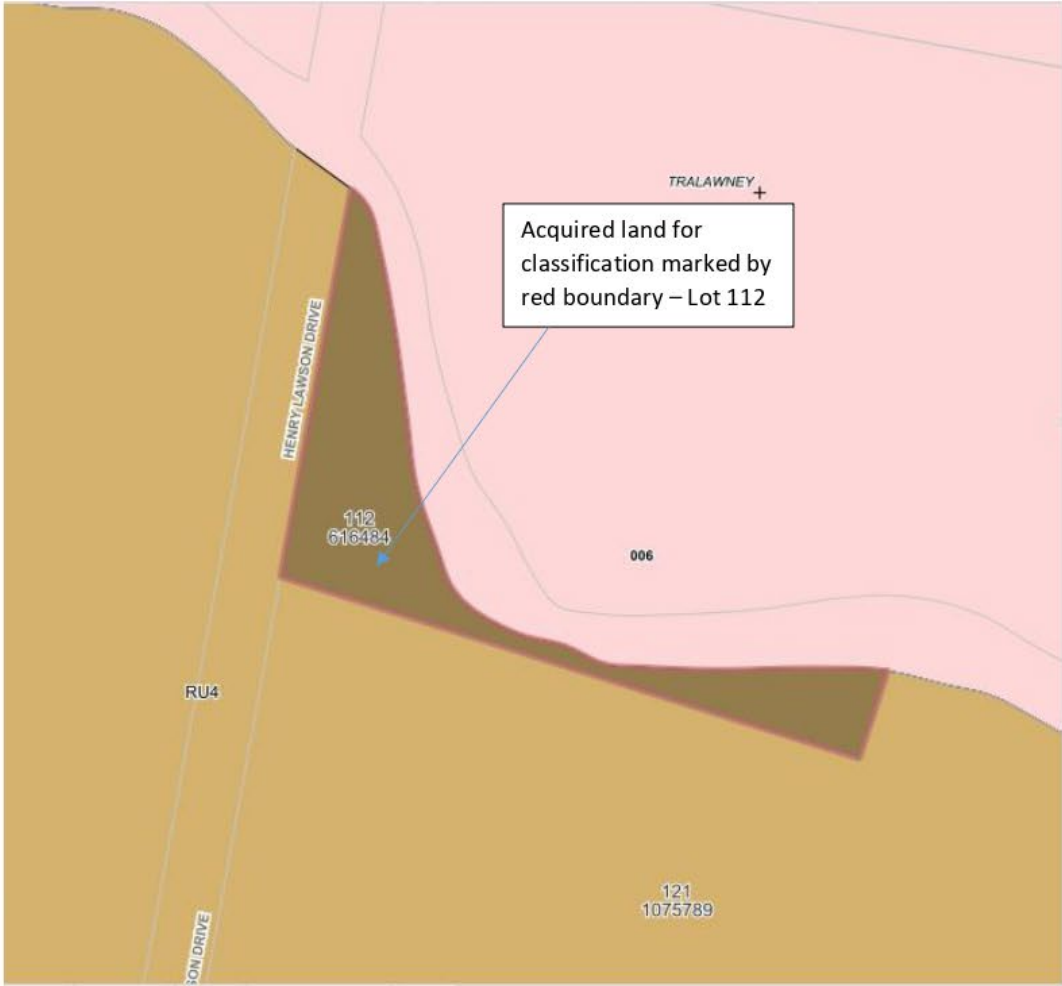 TRALAWNEY
Acquired land for
classification marked by
red boundary – Lot 112
HENRY LAWSON DRIVE
112
616484
006
RU4
121
1075789
SON DRIVE